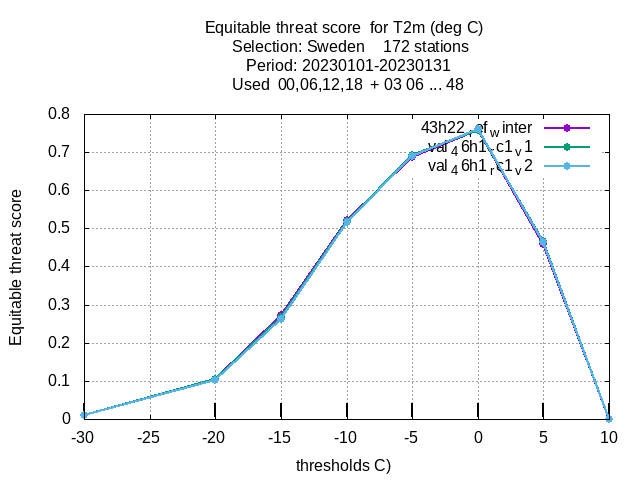 Equitable threat score for T2m (deg C)
Selection: Sweden 172 stations
Period: 20230101-20230131
Used 00,06,12,18 + 03 06 ... 48
0.8
0.7
0.6
0.5
0.4
0.3
0.2
0.1
0
Equitable threat score
43h22_ref_winter
val_46h1_rc1_v1
val_46h1_rc1_v2
-30 -25 -20 -15 -10 -5 0 5 10
thresholds C)